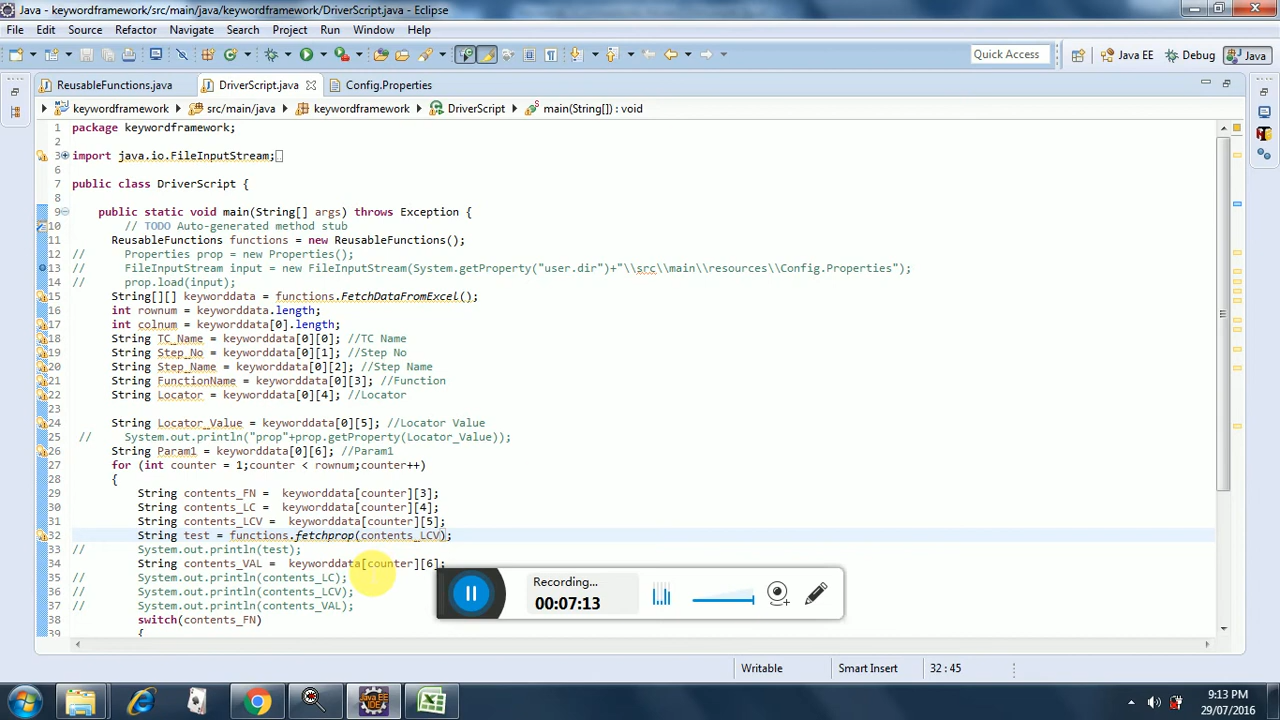 Java - keywordframework/src/main/java/keywordframework/DriverScript.java - Eclipse
File Edit Source Refactor Navigate Search Project Run Window Help
Quick Access Java EE Debug Java
ReusableFunctions.java DriverScript.java Config.Properties
keywordframework src/main/java keywordframework DriverScript main(String[]) : void
1 package keywordframework;
2
3 import java.io.FileInputStream;
6
7 public class DriverScript {
8
9 public static void main(String[] args) throws Exception {
10 // TODO Auto-generated method stub
11 ReusableFunctions functions = new ReusableFunctions();
12 // Properties prop = new Properties();
13 // FileInputStream input = new FileInputStream(System.getProperty("user.dir")+"\\src\\main\\resources\\Config.Properties");
14 // prop.load(input);
15 String[][] keyworddata = functions.FetchDataFromExcel();
16 int rownum = keyworddata.length;
17 int colnum = keyworddata[0].length;
18 String TC_Name = keyworddata[0][0]; //TC Name
19 String Step_No = keyworddata[0][1]; //Step No
20 String Step_Name = keyworddata[0][2]; //Step Name
21 String FunctionName = keyworddata[0][3]; //Function
22 String Locator = keyworddata[0][4]; //Locator
23
24 String Locator_Value = keyworddata[0][5]; //Locator Value
25 // System.out.println("prop"+prop.getProperty(Locator_Value));
26 String Param1 = keyworddata[0][6]; //Param1
27 for (int counter = 1;counter < rownum;counter++)
28 {
29 String contents_FN = keyworddata[counter][3];
30 String contents_LC = keyworddata[counter][4];
31 String contents_LCV = keyworddata[counter][5];
32 String test = functions.fetchprop(contents_LCV);
33 // System.out.println(test);
34 String contents_VAL = keyworddata[counter][6];
35 // System.out.println(contents_LC);
36 // System.out.println(contents_LCV);
37 // System.out.println(contents_VAL);
38 switch(contents_FN)
39 {
Recording...
00:07:13
Writable Smart Insert 32 : 45
9:13 PM
29/07/2016